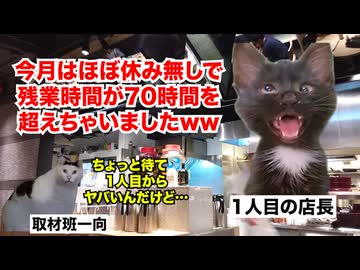 今月はほぼ休み無しで
残業時間が70時間を
超えちゃいましたww
ちょっと待て
1人目から
ヤバいんだけど…
取材班一向
1人目の店長